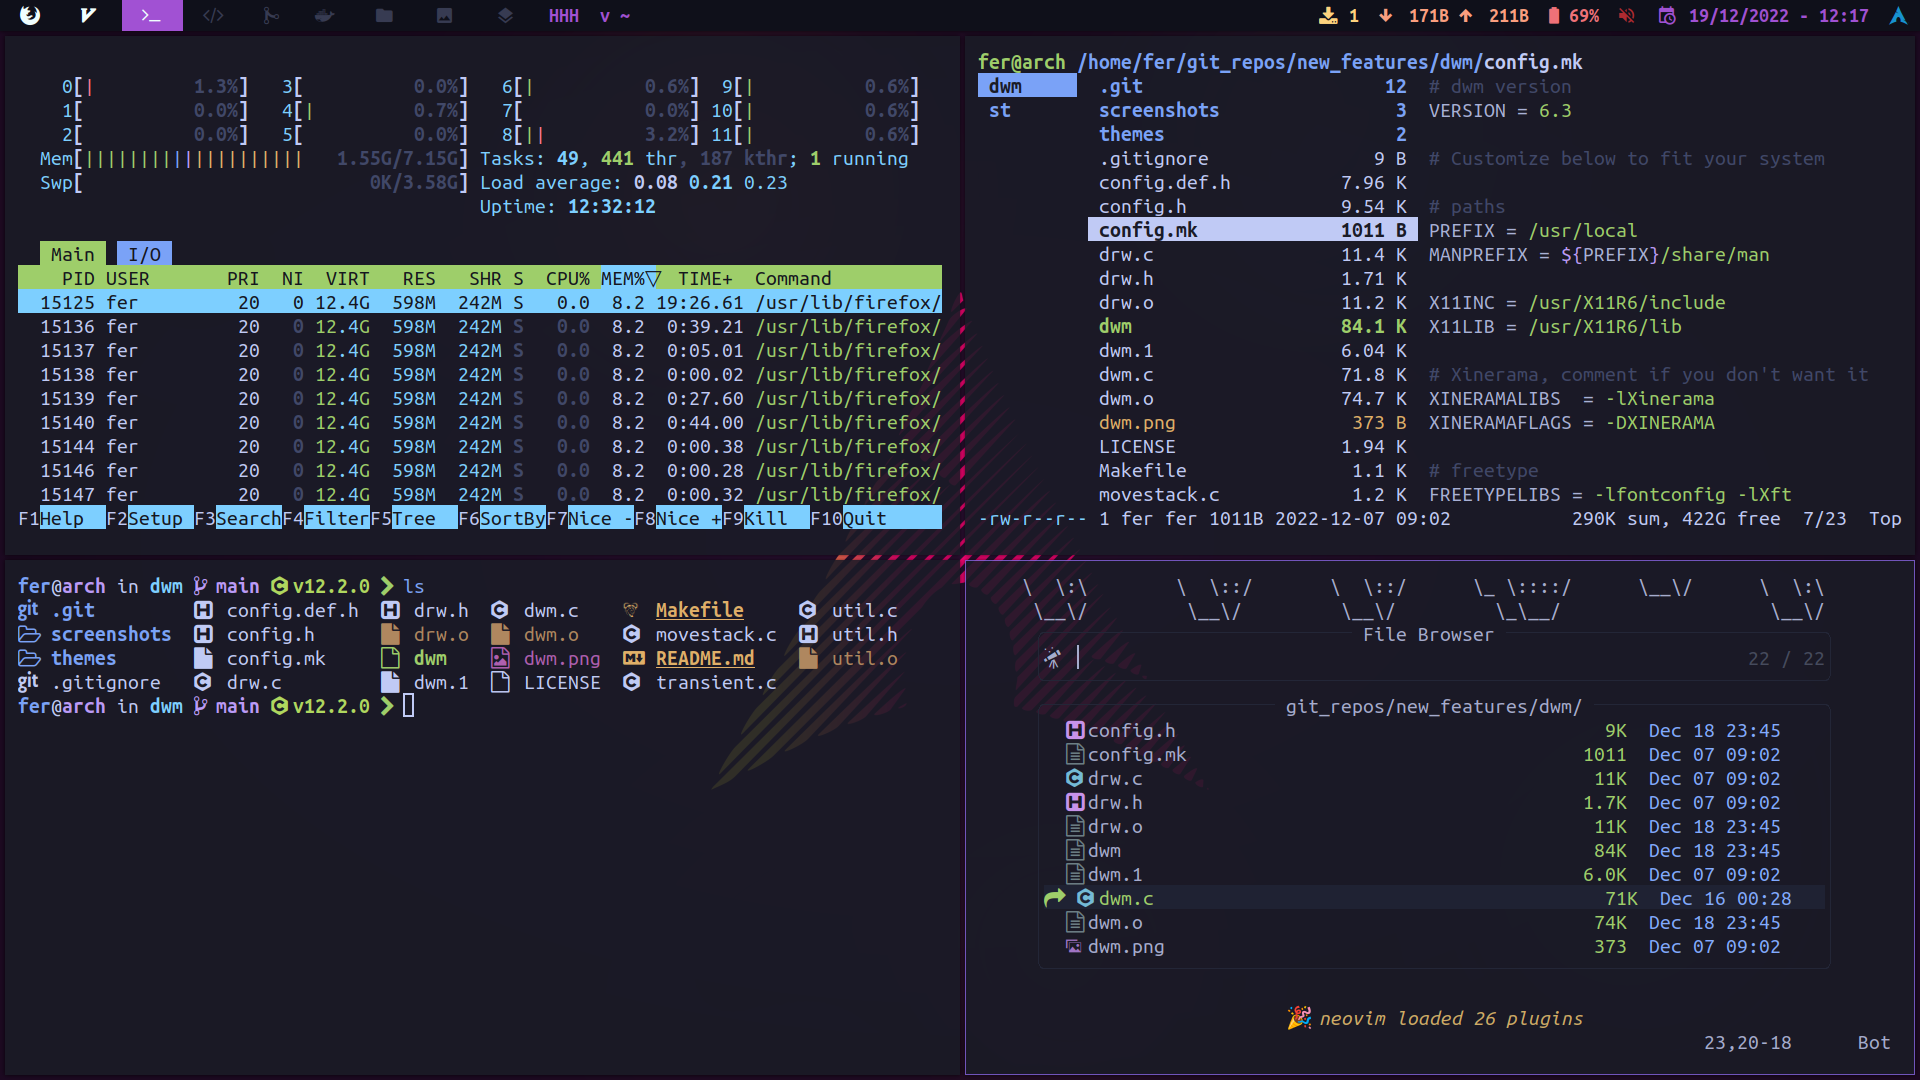 HHH v ~ 1 171B 211B 69% 19/12/2022 - 12:17
0[| 1.3%] 3[ 0.0%] 6[| 0.6%] 9[| 0.6%]
1[ 0.0%] 4[| 0.7%] 7[ 0.0%] 10[| 0.6%]
2[ 0.0%] 5[ 0.0%] 8[|| 3.2%] 11[| 0.6%]
Mem[|||||||||||||||||||| 1.55G/7.15G] Tasks: 49, 441 thr, 187 kthr; 1 running
Swp[ 0K/3.58G] Load average: 0.08 0.21 0.23
Uptime: 12:32:12
Main I/O
PID USER PRI NI VIRT RES SHR S CPU% MEM%▽ TIME+ Command
15125 fer 20 0 12.4G 598M 242M S 0.0 8.2 19:26.61 /usr/lib/firefox/
15136 fer 20 0 12.4G 598M 242M S 0.0 8.2 0:39.21 /usr/lib/firefox/
15137 fer 20 0 12.4G 598M 242M S 0.0 8.2 0:05.01 /usr/lib/firefox/
15138 fer 20 0 12.4G 598M 242M S 0.0 8.2 0:00.02 /usr/lib/firefox/
15139 fer 20 0 12.4G 598M 242M S 0.0 8.2 0:27.60 /usr/lib/firefox/
15140 fer 20 0 12.4G 598M 242M S 0.0 8.2 0:44.00 /usr/lib/firefox/
15144 fer 20 0 12.4G 598M 242M S 0.0 8.2 0:00.38 /usr/lib/firefox/
15146 fer 20 0 12.4G 598M 242M S 0.0 8.2 0:00.28 /usr/lib/firefox/
15147 fer 20 0 12.4G 598M 242M S 0.0 8.2 0:00.32 /usr/lib/firefox/
F1Help F2Setup F3SearchF4FilterF5Tree F6SortByF7Nice -F8Nice +F9Kill F10Quit
fer@arch /home/fer/git_repos/new_features/dwm/config.mk
dwm .git 12 # dwm version
st screenshots 3 VERSION = 6.3
themes 2
.gitignore 9 B # Customize below to fit your system
config.def.h 7.96 K
config.h 9.54 K # paths
config.mk 1011 B PREFIX = /usr/local
drw.c 11.4 K MANPREFIX = ${PREFIX}/share/man
drw.h 1.71 K
drw.o 11.2 K X11INC = /usr/X11R6/include
dwm 84.1 K X11LIB = /usr/X11R6/lib
dwm.1 6.04 K
dwm.c 71.8 K # Xinerama, comment if you don't want it
dwm.o 74.7 K XINERAMALIBS = -lXinerama
dwm.png 373 B XINERAMAFLAGS = -DXINERAMA
LICENSE 1.94 K
Makefile 1.1 K # freetype
movestack.c 1.2 K FREETYPELIBS = -lfontconfig -lXft
-rw-r--r-- 1 fer fer 1011B 2022-12-07 09:02 290K sum, 422G free 7/23 Top
fer@arch in dwm main v12.2.0 ❯ ls
git .git config.def.h drw.h dwm.c Makefile util.c
screenshots config.h drw.o dwm.o movestack.c util.h
themes config.mk dwm dwm.png README.md util.o
git .gitignore drw.c dwm.1 LICENSE transient.c
fer@arch in dwm main v12.2.0 ❯
\  \:\ \  \::/ \  \::/ \_ \::::/ \__\/ \  \:\
\__\/ \__\/ \__\/ \_\__/ \__\/
File Browser
22 / 22
git_repos/new_features/dwm/
config.h 9K Dec 18 23:45
config.mk 1011 Dec 07 09:02
drw.c 11K Dec 07 09:02
drw.h 1.7K Dec 07 09:02
drw.o 11K Dec 18 23:45
dwm 84K Dec 18 23:45
dwm.1 6.0K Dec 07 09:02
dwm.c 71K Dec 16 00:28
dwm.o 74K Dec 18 23:45
dwm.png 373 Dec 07 09:02
🎉 neovim loaded 26 plugins
23,20-18 Bot